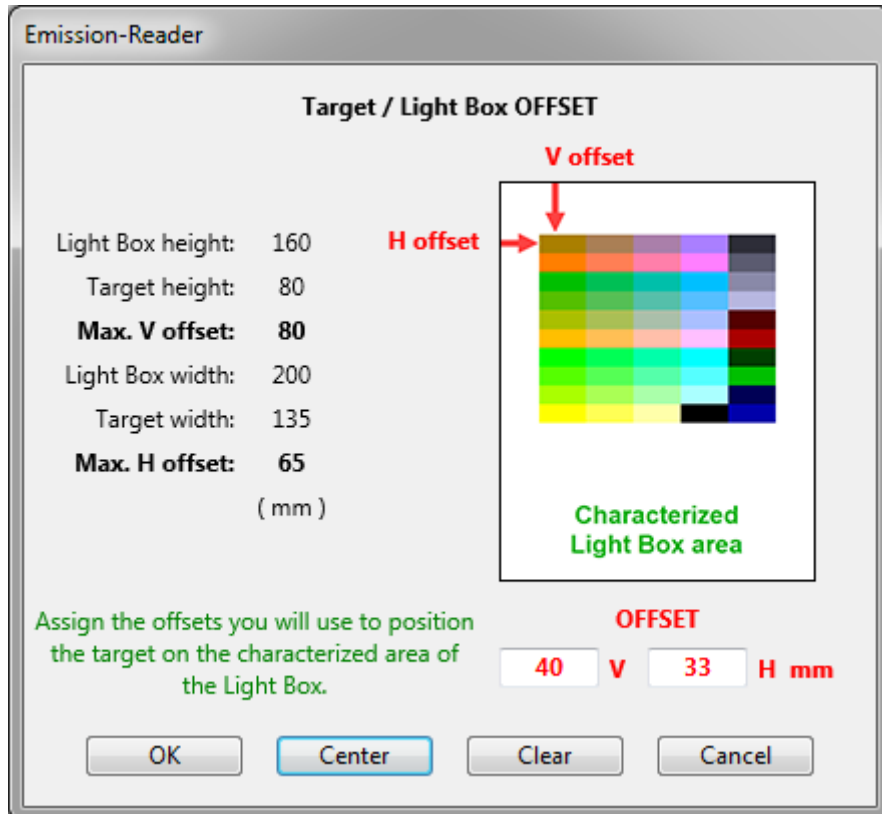 Emission-Reader
Target / Light Box OFFSET
V offset
H offset
Light Box height: 160
Target height: 80
Max. V offset: 80
Light Box width: 200
Target width: 135
Max. H offset: 65
( mm )
Characterized
Light Box area
Assign the offsets you will use to position
the target on the characterized area of
the Light Box.
OFFSET
40 V 33 H mm
OK Center Clear Cancel